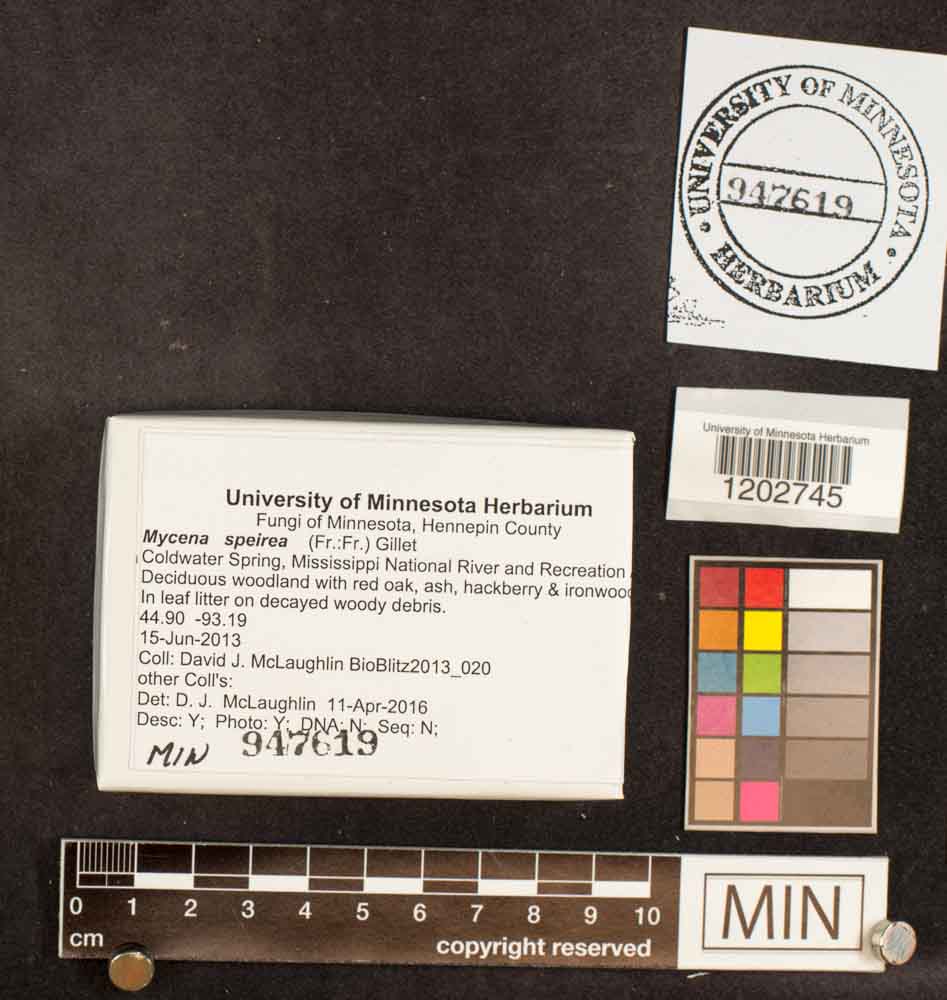 UNIVERSITY OF MINNESOTA
947619
HERBARIUM
University of Minnesota Herbarium
1202745
University of Minnesota Herbarium
Fungi of Minnesota, Hennepin County
Mycena speirea (Fr.:Fr.) Gillet
Coldwater Spring, Mississippi National River and Recreation
Deciduous woodland with red oak, ash, hackberry & ironwood
In leaf litter on decayed woody debris.
44.90 -93.19
15-Jun-2013
Coll: David J. McLaughlin BioBlitz2013_020
other Coll's:
Det: D. J. McLaughlin 11-Apr-2016
Desc: Y; Photo: Y; DNA: N; Seq: N;
MIN 947619
0 1 2 3 4 5 6 7 8 9 10
cm
copyright reserved
MIN